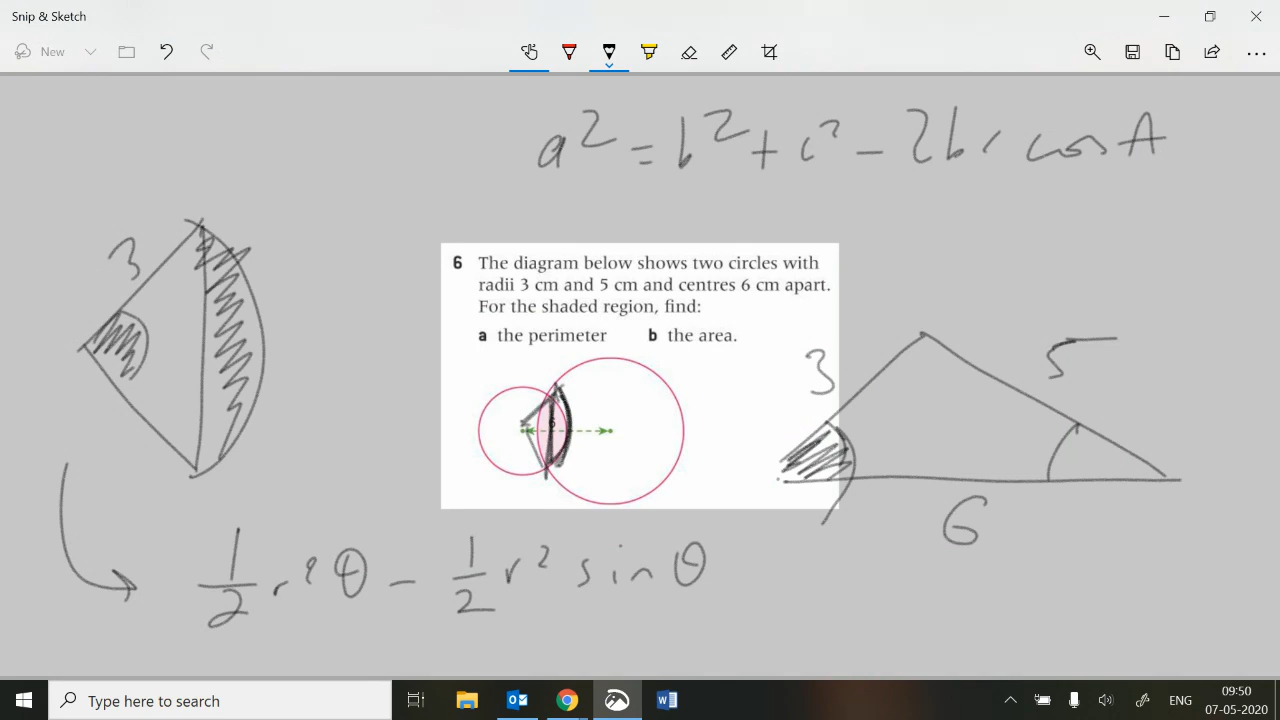 Snip & Sketch
New
a² = b² + c² - 2bc cos A
3
6 The diagram below shows two circles with
radii 3 cm and 5 cm and centres 6 cm apart.
For the shaded region, find:
a the perimeter b the area.
6
3
5
6
½ r² θ - ½ r² sin θ
Type here to search
ENG
09:50
07-05-2020